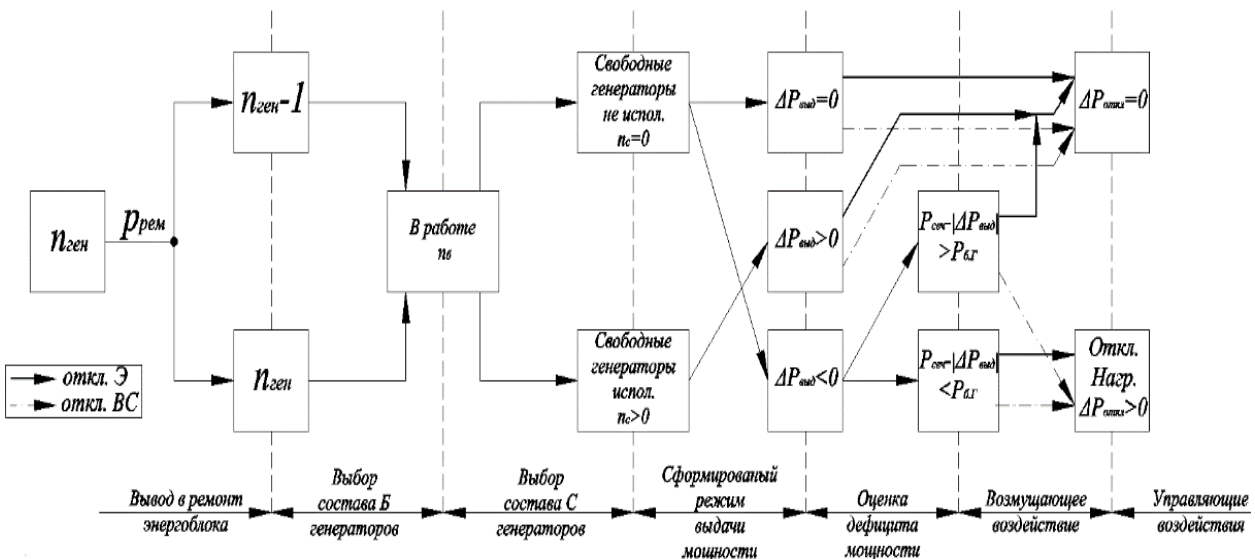 nген
pрем
nген-1
nген
В работе
nв
Свободные
генераторы
не испол.
nс=0
Свободные
генераторы
испол.
nс>0
ΔPвыд=0
ΔPвыд>0
ΔPвыд<0
Pсеч-|ΔPвыд|
>Pб.Г
Pсеч-|ΔPвыд|
<Pб.Г
ΔPоткл=0
Откл.
Нагр.
ΔPоткл>0
откл. Э
откл. ВС
Вывод в ремонт
энергоблока
Выбор
состава Б
генераторов
Выбор
состава С
генераторов
Сформированый
режим
выдачи
мощности
Оценка
дефицита
мощности
Возмущающее
воздействие
Управляющие
воздействия